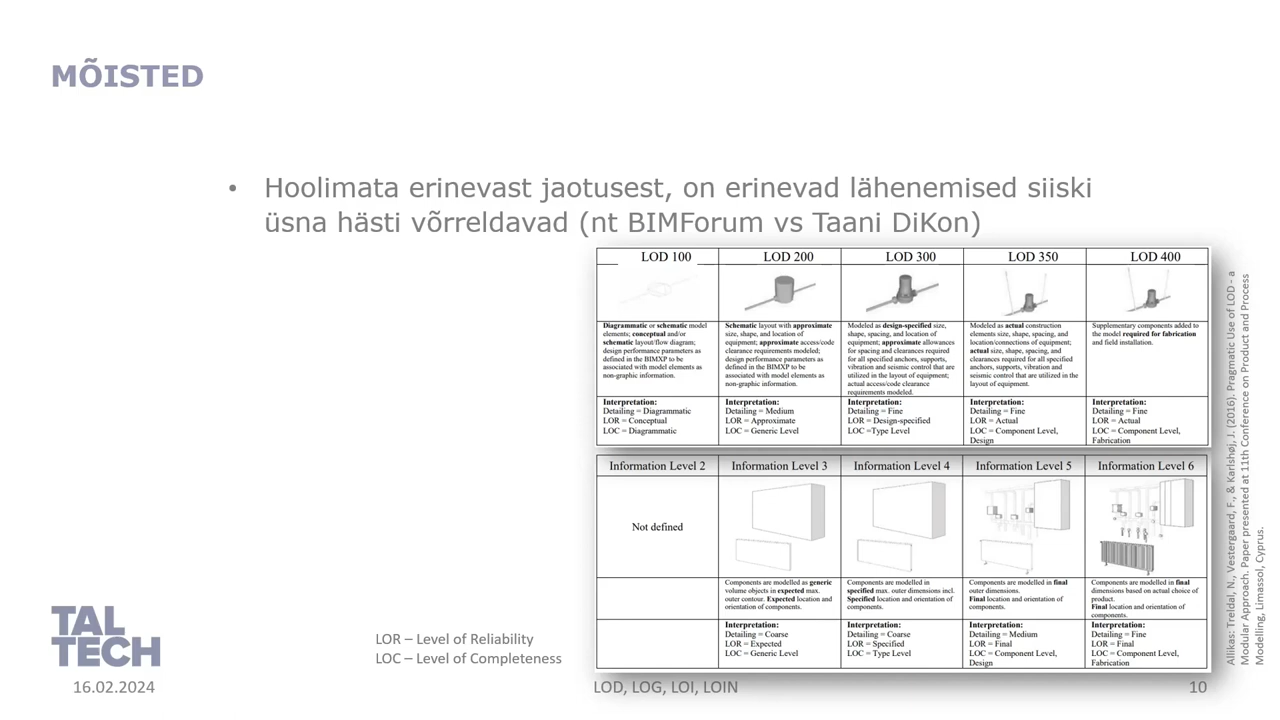 MÕISTED
• Hoolimata erinevast jaotusest, on erinevad lähenemised siiski
üsna hästi võrreldavad (nt BIMForum vs Taani DiKon)
LOD 100
LOD 200
LOD 300
LOD 350
LOD 400
Diagrammatic or schematic model
elements; conceptual and/or
schematic layout/flow diagram;
design performance parameters as
defined in the BIMXP to be
associated with model elements as
non-graphic information.
Schematic layout with approximate
size, shape, and location of
equipment; approximate access/code
clearance requirements modeled;
design performance parameters as
defined in the BIMXP to be
associated with model elements as
non-graphic information.
Modeled as design-specified size,
shape, spacing, and location of
equipment; approximate allowances
for spacing and clearances required
for all specified anchors, supports,
vibration and seismic control that are
utilized in the layout of equipment;
actual access/code clearance
requirements modeled.
Modeled as actual construction
elements size, shape, spacing, and
location/connections of equipment;
actual size, shape, spacing, and
clearances required for all specified
anchors, supports, vibration and
seismic control that are utilized in the
layout of equipment.
Supplementary components added to
the model required for fabrication
and field installation.
Interpretation:
Detailing = Diagrammatic
LOR = Conceptual
LOC = Diagrammatic
Interpretation:
Detailing = Medium
LOR = Approximate
LOC = Generic Level
Interpretation:
Detailing = Fine
LOR = Design-specified
LOC =Type Level
Interpretation:
Detailing = Fine
LOR = Actual
LOC = Component Level,
Design
Interpretation:
Detailing = Fine
LOR = Actual
LOC = Component Level,
Fabrication
Information Level 2
Information Level 3
Information Level 4
Information Level 5
Information Level 6
Not defined
Components are modelled as generic
volume objects in expected max.
outer contour. Expected location and
orientation of components.
Components are modelled in
specified max. outer dimensions incl.
Specified location and orientation of
components.
Components are modelled in final
outer dimensions.
Final location and orientation of
components.
Components are modelled in final
dimensions based on actual choice of
product.
Final location and orientation of
components.
Interpretation:
Detailing = Coarse
LOR = Expected
LOC = Generic Level
Interpretation:
Detailing = Coarse
LOR = Specified
LOC = Type Level
Interpretation:
Detailing = Medium
LOR = Final
LOC = Component Level,
Design
Interpretation:
Detailing = Fine
LOR = Final
LOC = Component Level,
Fabrication
Allikas: Treldal, N., Vestergaard, F., & Karlshøj, J. (2016). Pragmatic Use of LOD - a
Modular Approach. Paper presented at 11th Conference on Product and Process
Modelling, Limassol, Cyprus.
LOR – Level of Reliability
LOC – Level of Completeness
TAL
TECH
16.02.2024
LOD, LOG, LOI, LOIN
10